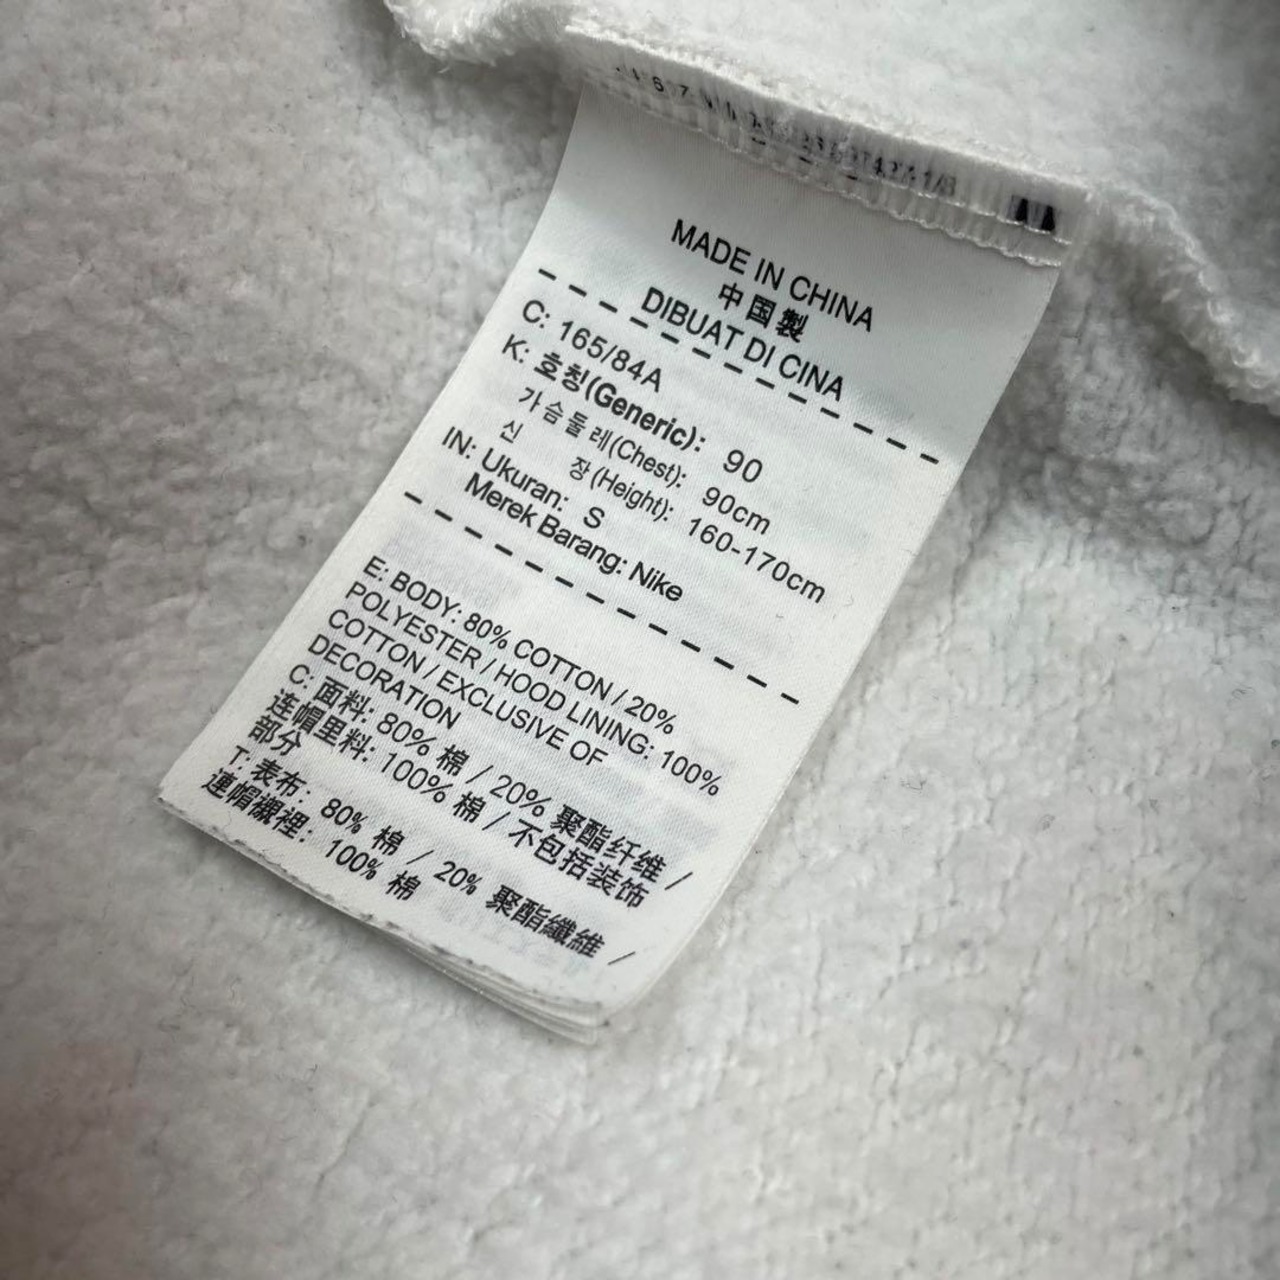 MADE IN CHINA
中国製
DIBUAT DI CINA
C: 165/84A
K: 호칭(Generic): 90
가슴둘레(Chest): 90cm
신 장(Height): 160-170cm
IN: Ukuran: S
Merek Barang: Nike
E: BODY: 80% COTTON / 20%
POLYESTER / HOOD LINING: 100%
COTTON / EXCLUSIVE OF
DECORATION
C: 面料: 80% 棉 / 20% 聚酯纤维 /
连帽里料: 100% 棉 / 不包括装饰
部分
T: 表布: 80% 棉 / 20% 聚酯纖維 /
連帽襯裡: 100% 棉